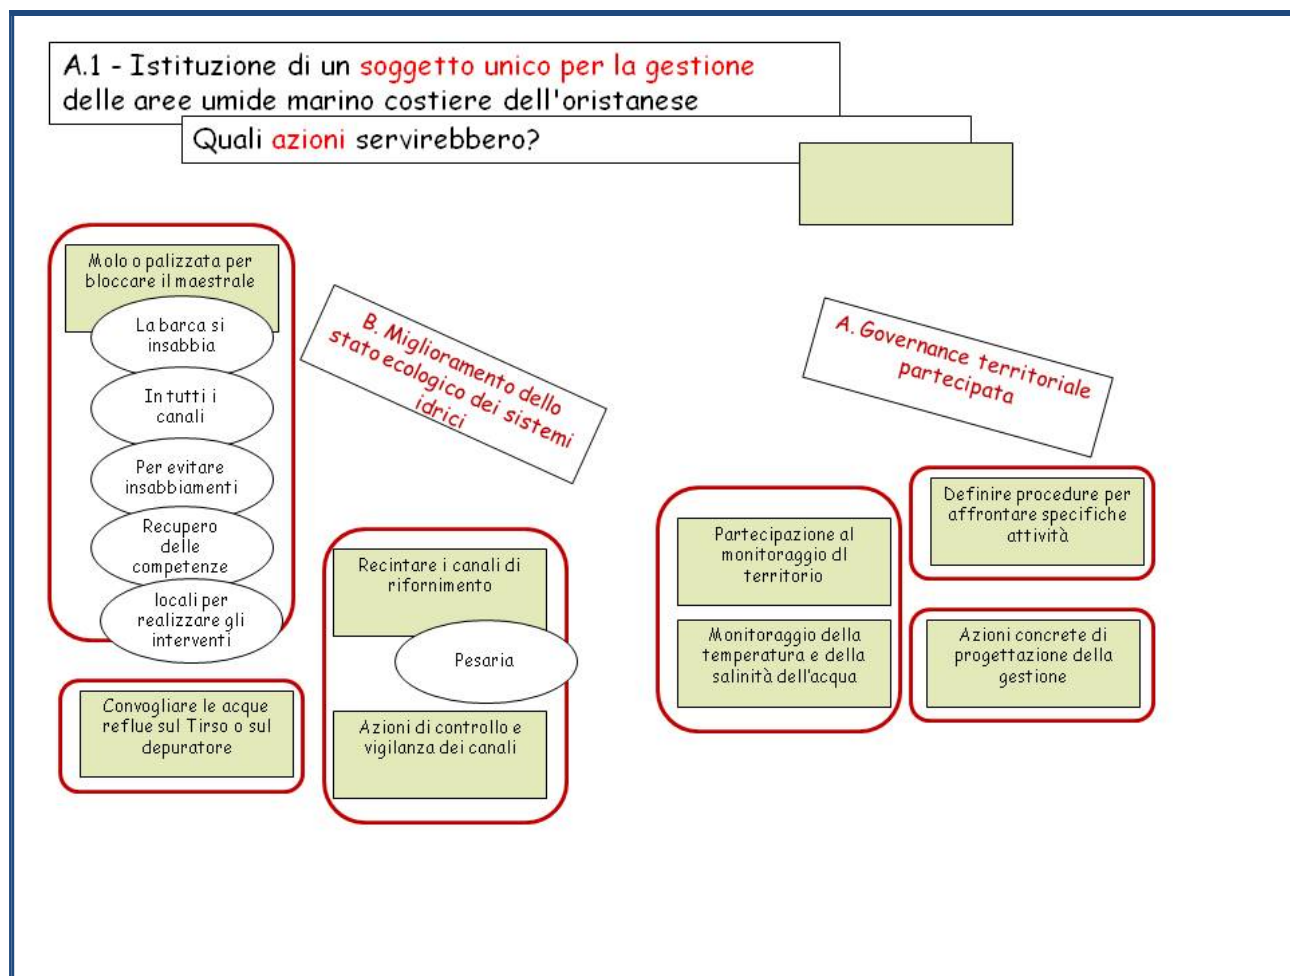 A.1 - Istituzione di un soggetto unico per la gestione
delle aree umide marino costiere dell'oristanese
Quali azioni servirebbero?
Molo o palizzata per
bloccare il maestrale
La barca si
insabbia
In tutti i
canali
Per evitare
insabbiamenti
Recupero
delle
competenze
locali per
realizzare gli
interventi
Convogliare le acque
reflue sul Tirso o sul
depuratore
B. Miglioramento dello
stato ecologico dei sistemi
idrici
Recintare i canali di
rifornimento
Pesaria
Azioni di controllo e
vigilanza dei canali
A. Governance territoriale
partecipata
Partecipazione al
monitoraggio dl
territorio
Monitoraggio della
temperatura e della
salinità dell'acqua
Definire procedure per
affrontare specifiche
attività
Azioni concrete di
progettazione della
gestione